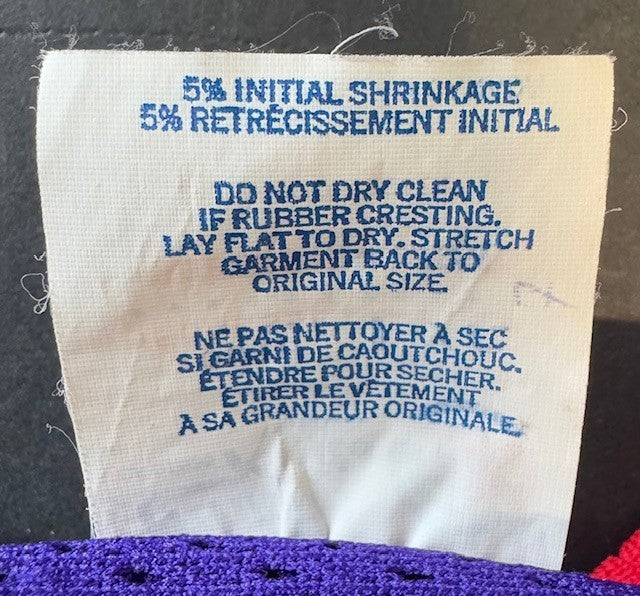 5% INITIAL SHRINKAGE
5% RETRÉCISSEMENT INITIAL
DO NOT DRY CLEAN
IF RUBBER CRESTING.
LAY FLAT TO DRY. STRETCH
GARMENT BACK TO
ORIGINAL SIZE.
NE PAS NETTOYER À SEC
SI GARNI DE CAOUTCHOUC.
ÉTENDRE POUR SECHER.
ÉTIRER LE VÊTEMENT
À SA GRANDEUR ORIGINALE.